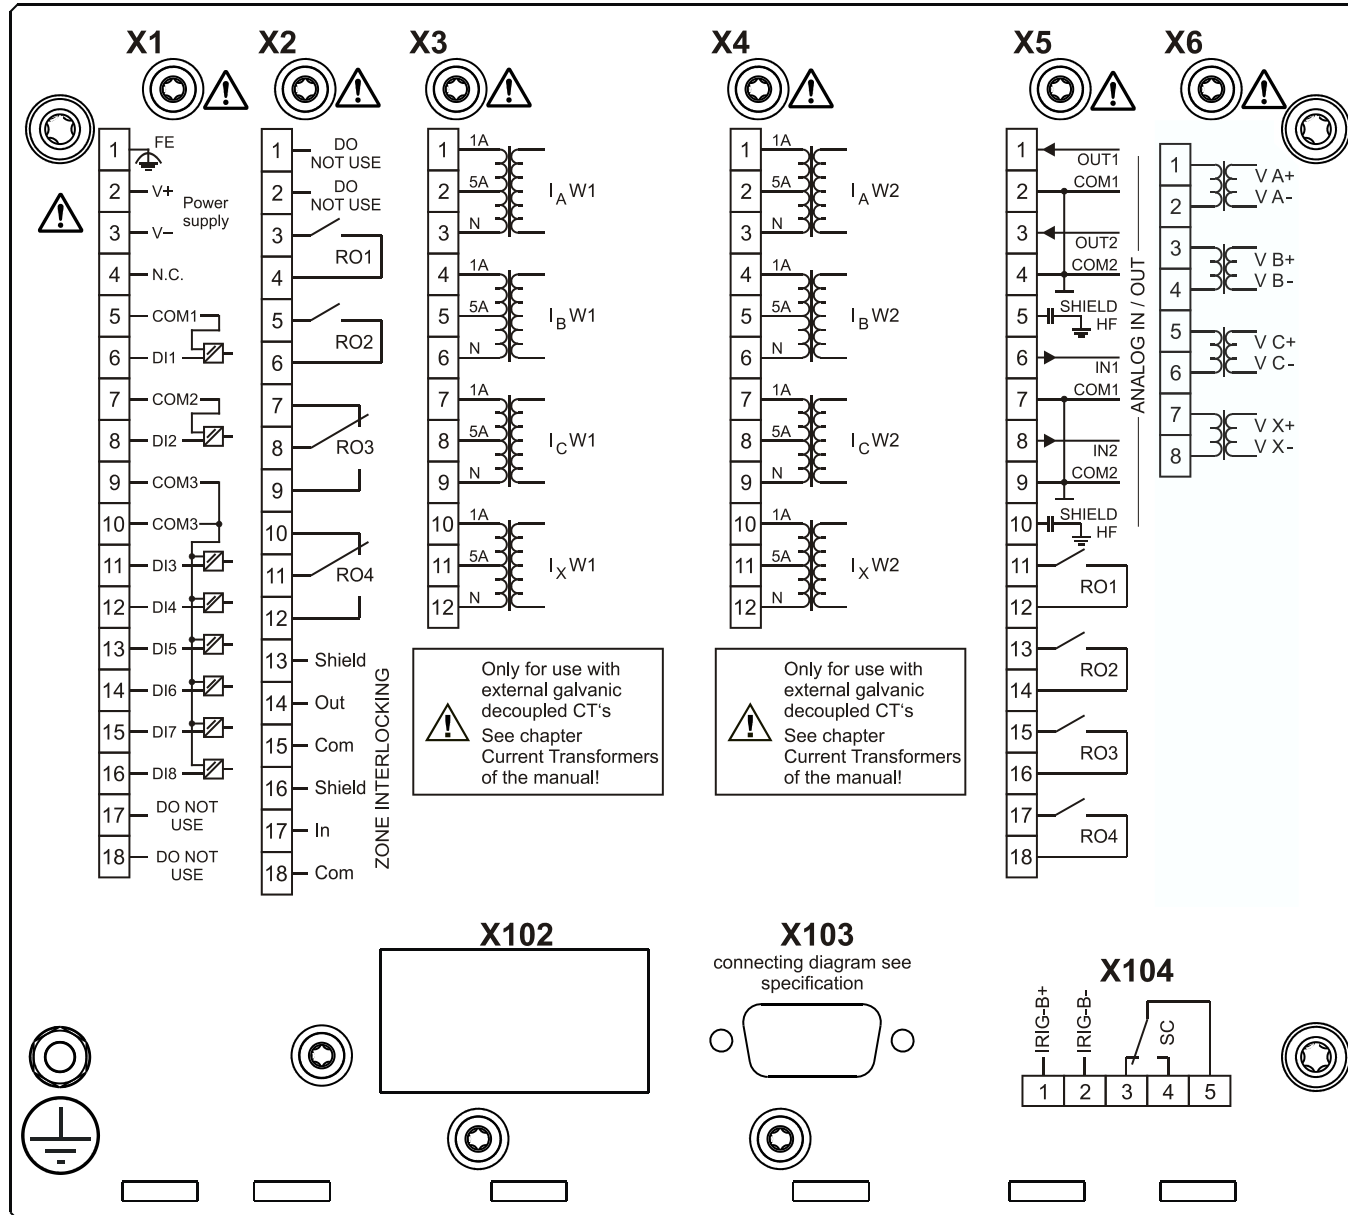 X1
X2
X3
X4
X5
X6
1 FE
2 V+
Power
supply
3 V–
4 N.C.
5 COM1
6 DI1
7 COM2
8 DI2
9 COM3
10 COM3
11 DI3
12 DI4
13 DI5
14 DI6
15 DI7
16 DI8
17 DO NOT
USE
18 DO NOT
USE
1 DO
NOT USE
2 DO
NOT USE
3
RO1
4
5
RO2
6
7
8 RO3
9
10
11 RO4
12
13 Shield
14 Out
15 Com
16 Shield
17 In
18 Com
ZONE INTERLOCKING
1 1A
2 5A IA W1
3 N
4 1A
5 5A IB W1
6 N
7 1A
8 5A IC W1
9 N
10 1A
11 5A IX W1
12 N
Only for use with
external galvanic
decoupled CT‘s
See chapter
Current Transformers
of the manual!
1 1A
2 5A IA W2
3 N
4 1A
5 5A IB W2
6 N
7 1A
8 5A IC W2
9 N
10 1A
11 5A IX W2
12 N
Only for use with
external galvanic
decoupled CT‘s
See chapter
Current Transformers
of the manual!
1 OUT1
2 COM1
3 OUT2
4 COM2
5 SHIELD
HF
6 IN1
7 COM1
8 IN2
9 COM2
10 SHIELD
HF
ANALOG IN / OUT
11
RO1
12
13
RO2
14
15
RO3
16
17
RO4
18
1 V A+
2 V A-
3 V B+
4 V B-
5 V C+
6 V C-
7 V X+
8 V X-
X102
X103
connecting diagram see
specification
X104
IRIG-B+
IRIG-B-
SC
1 2 3 4 5